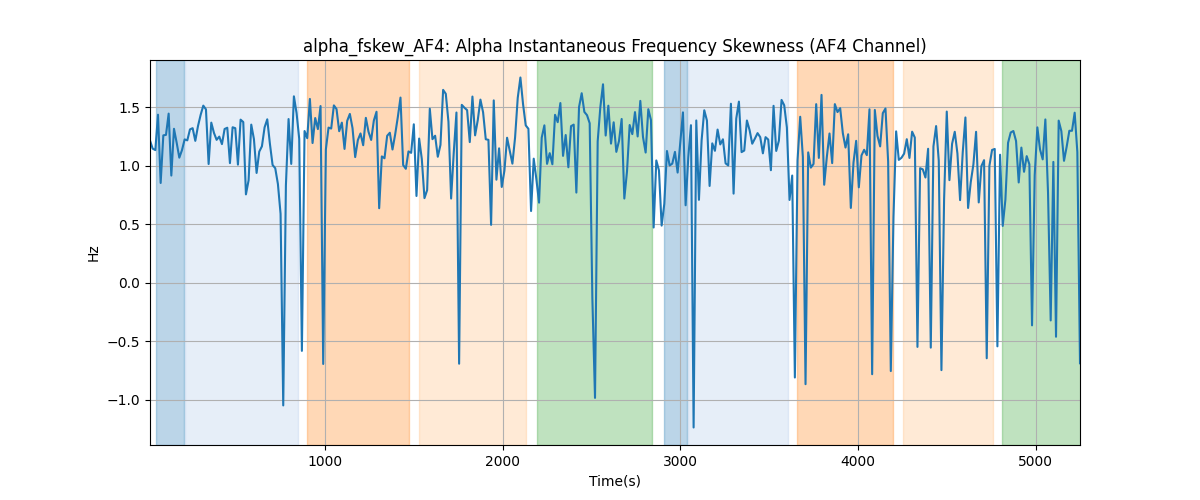 alpha_fskew_AF4: Alpha Instantaneous Frequency Skewness (AF4 Channel)
1.5
1.0
0.5
0.0
−0.5
−1.0
Hz
1000 2000 3000 4000 5000
Time(s)